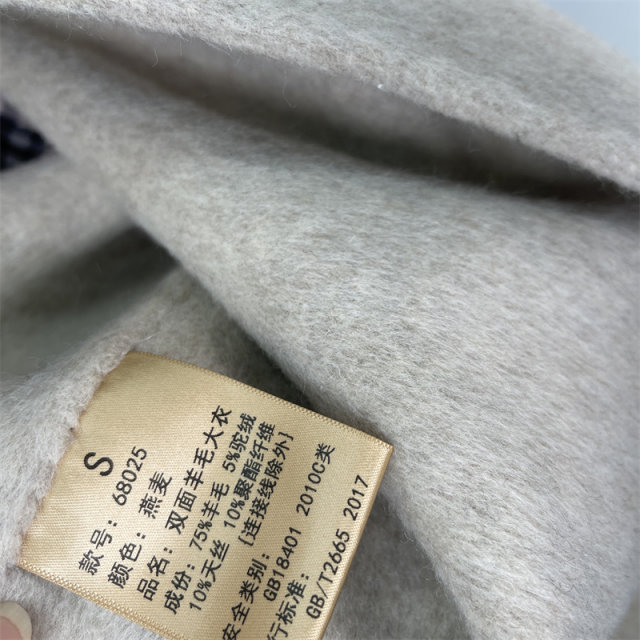 S
款号：68025
颜色：燕麦
品名：双面羊毛大衣
成份：75%羊毛 5%驼绒
10%天丝 10%聚酯纤维
[连接线除外]
安全类别：
GB18401 2010C类
行标准：
GB/T2665 2017